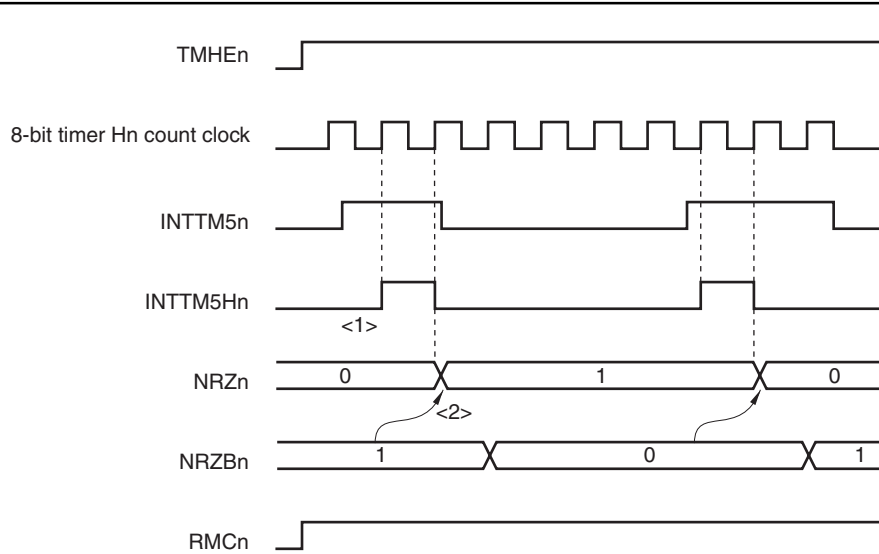 TMHEn
8-bit timer Hn count clock
INTTM5n
INTTM5Hn
<1>
NRZn 0 1 0
<2>
NRZBn 1 0 1
RMCn